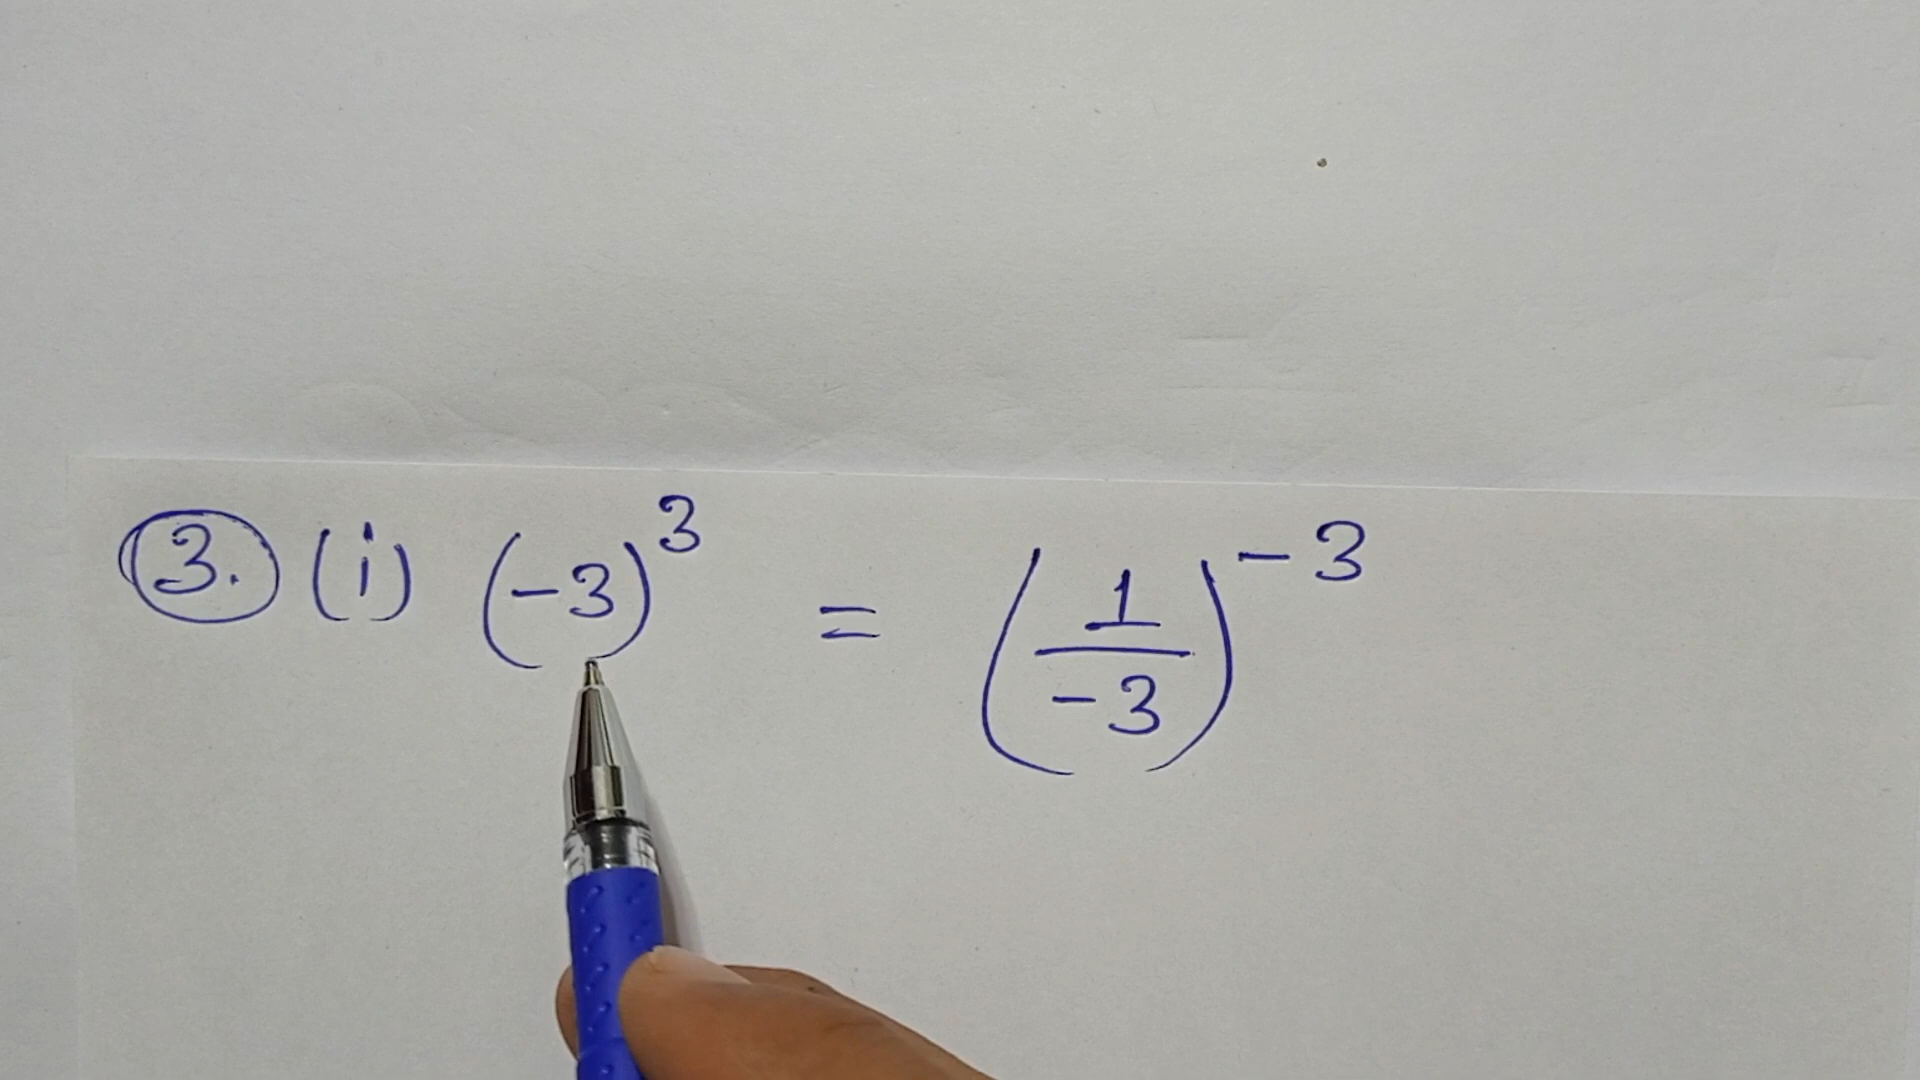 3. (i) (-3)^3 = (1/-3)^-3